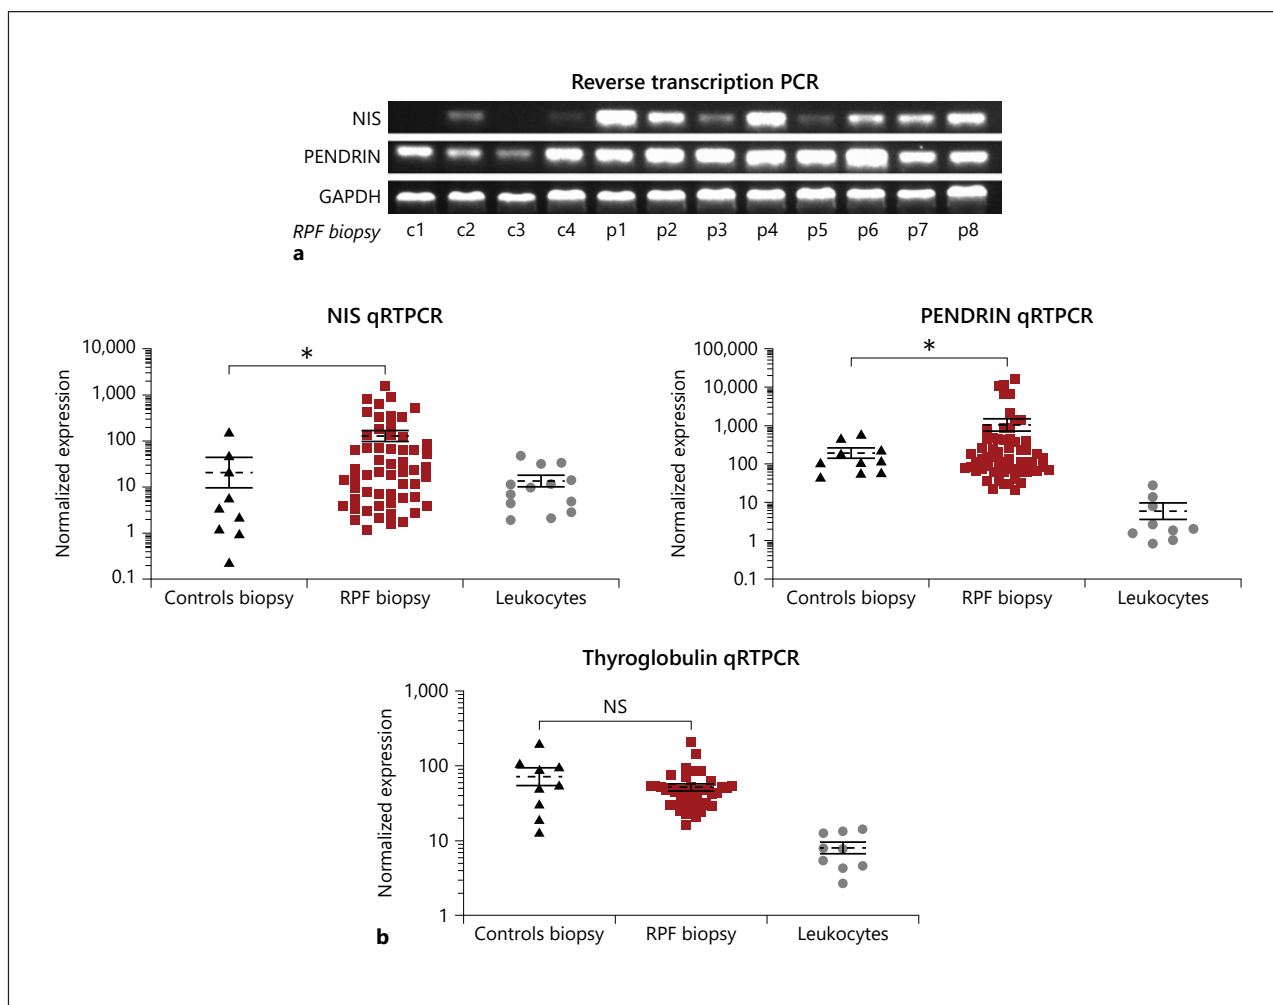 Reverse transcription PCR
NIS
PENDRIN
GAPDH
RPF biopsy c1 c2 c3 c4 p1 p2 p3 p4 p5 p6 p7 p8
a
NIS qRTPCR
Normalized expression
10,000
1,000
100
10
1
0.1
*
Controls biopsy RPF biopsy Leukocytes
PENDRIN qRTPCR
Normalized expression
100,000
10,000
1,000
100
10
1
0.1
*
Controls biopsy RPF biopsy Leukocytes
Thyroglobulin qRTPCR
Normalized expression
1,000
100
10
1
NS
Controls biopsy RPF biopsy Leukocytes
b